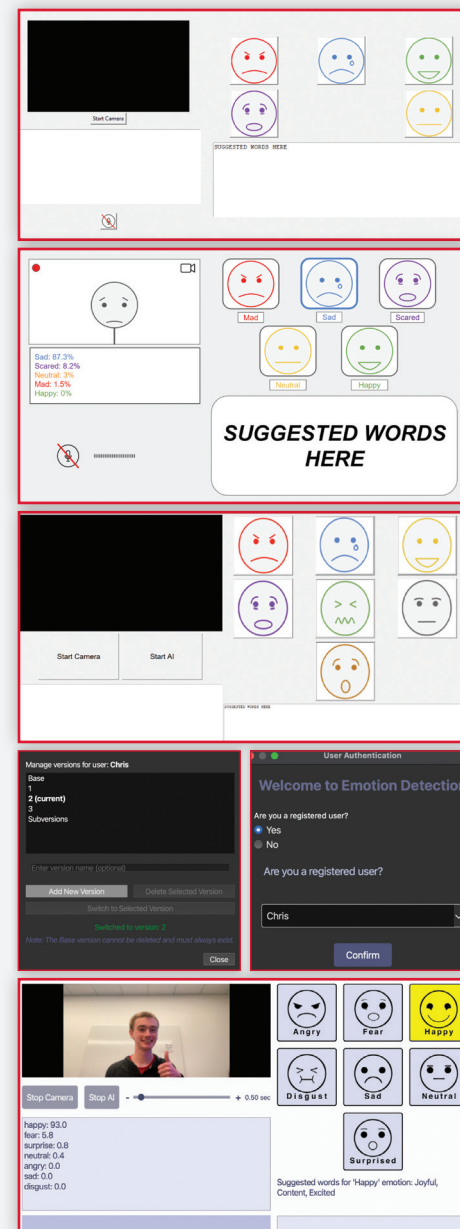 Start Camera
SUGGESTED WORDS HERE
Mad
Sad
Scared
Sad: 87.3%
Scared: 8.2%
Neutral: 3%
Mad: 1.5%
Happy: 0%
Neutral
Happy
SUGGESTED WORDS
HERE
Start Camera
Start AI
SUGGESTED WORDS HERE
Manage versions for user: Chris
Base
1
2 (current)
3
Subversions
Enter version name (optional)
Add New Version
Delete Selected Version
Switch to Selected Version
Switched to version: 2
Note: The Base version cannot be deleted and must always exist.
Close
User Authentication
Welcome to Emotion Detection
Are you a registered user?
Yes
No
Are you a registered user?
Chris
Confirm
Angry
Fear
Happy
Stop Camera
Stop AI
- + 0.50 sec
Disgust
Sad
Neutral
happy: 93.0
fear: 5.8
surprise: 0.8
neutral: 0.4
angry: 0.0
sad: 0.0
disgust: 0.0
Surprised
Suggested words for 'Happy' emotion: Joyful,
Content, Excited